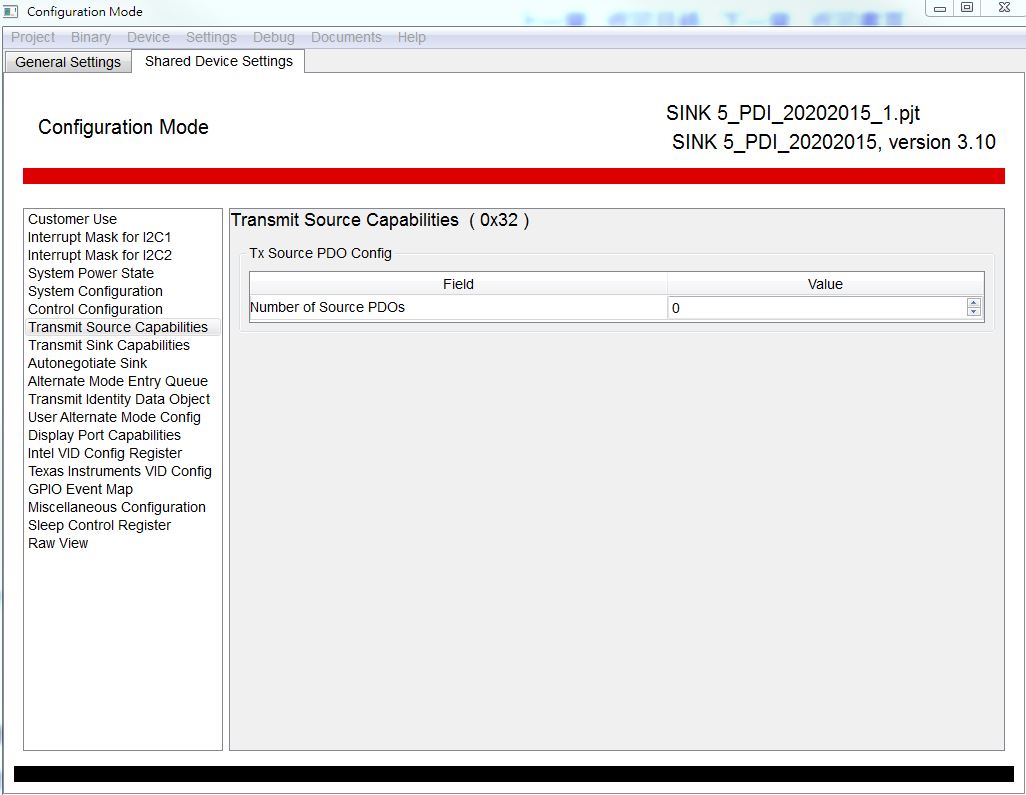 Configuration Mode
Project Binary Device Settings Debug Documents Help
General Settings Shared Device Settings
Configuration Mode
SINK 5_PDI_20202015_1.pjt
SINK 5_PDI_20202015, version 3.10
Customer Use
Interrupt Mask for I2C1
Interrupt Mask for I2C2
System Power State
System Configuration
Control Configuration
Transmit Source Capabilities
Transmit Sink Capabilities
Autonegotiate Sink
Alternate Mode Entry Queue
Transmit Identity Data Object
User Alternate Mode Config
Display Port Capabilities
Intel VID Config Register
Texas Instruments VID Config
GPIO Event Map
Miscellaneous Configuration
Sleep Control Register
Raw View
Transmit Source Capabilities ( 0x32 )
Tx Source PDO Config
Field Value
Number of Source PDOs 0